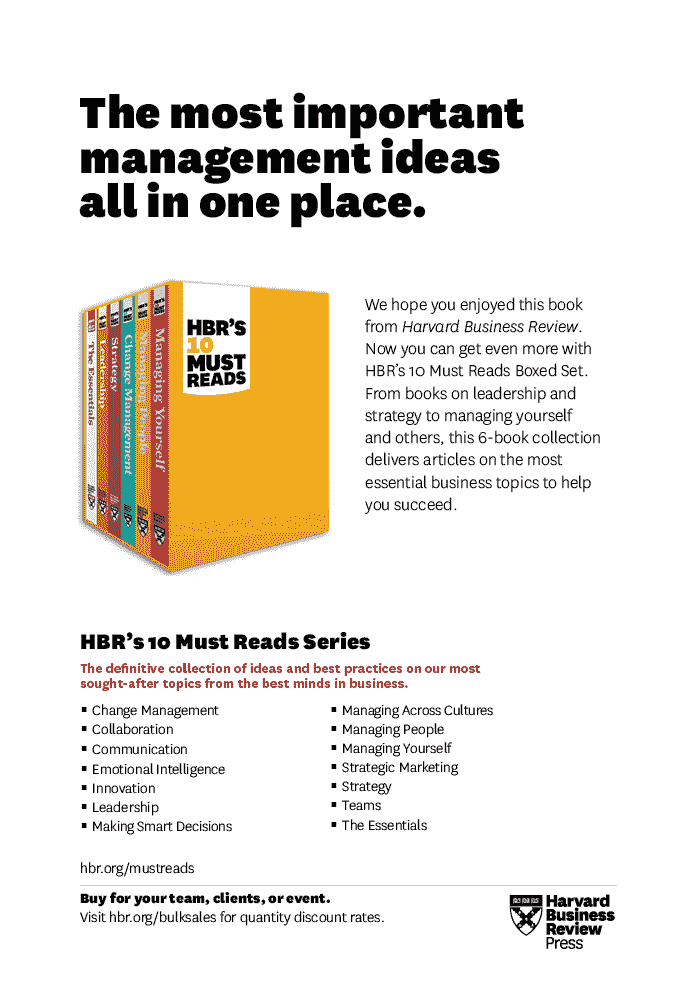 The most important
management ideas
all in one place.
HBR'S
10
MUST
READS
The Essentials
Leadership
Strategy
Change Management
Managing People
Managing Yourself
We hope you enjoyed this book
from Harvard Business Review.
Now you can get even more with
HBR's 10 Must Reads Boxed Set.
From books on leadership and
strategy to managing yourself
and others, this 6-book collection
delivers articles on the most
essential business topics to help
you succeed.
HBR's 10 Must Reads Series
The definitive collection of ideas and best practices on our most
sought-after topics from the best minds in business.
▪ Change Management
▪ Collaboration
▪ Communication
▪ Emotional Intelligence
▪ Innovation
▪ Leadership
▪ Making Smart Decisions
▪ Managing Across Cultures
▪ Managing People
▪ Managing Yourself
▪ Strategic Marketing
▪ Strategy
▪ Teams
▪ The Essentials
hbr.org/mustreads
Buy for your team, clients, or event.
Visit hbr.org/bulksales for quantity discount rates.
Harvard
Business
Review
Press